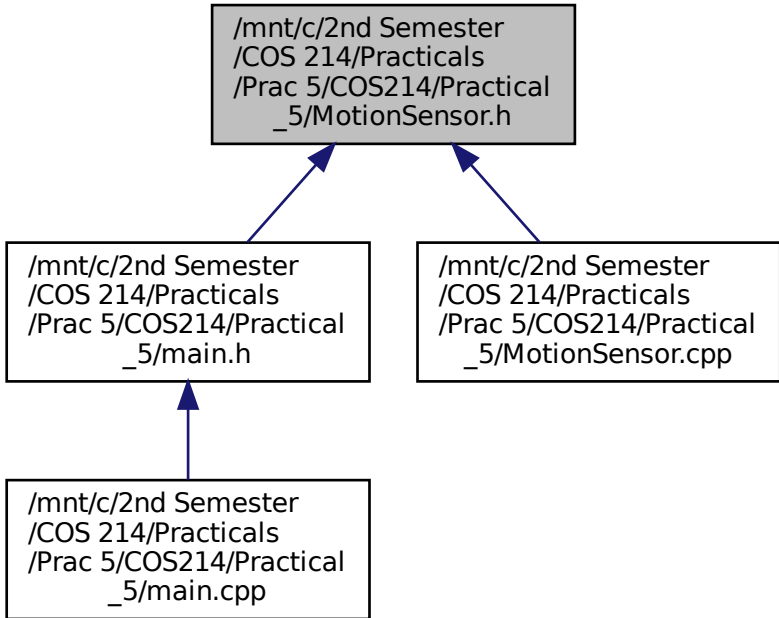 /mnt/c/2nd Semester
/COS 214/Practicals
/Prac 5/COS214/Practical
_5/MotionSensor.h
/mnt/c/2nd Semester
/COS 214/Practicals
/Prac 5/COS214/Practical
_5/main.h
/mnt/c/2nd Semester
/COS 214/Practicals
/Prac 5/COS214/Practical
_5/MotionSensor.cpp
/mnt/c/2nd Semester
/COS 214/Practicals
/Prac 5/COS214/Practical
_5/main.cpp